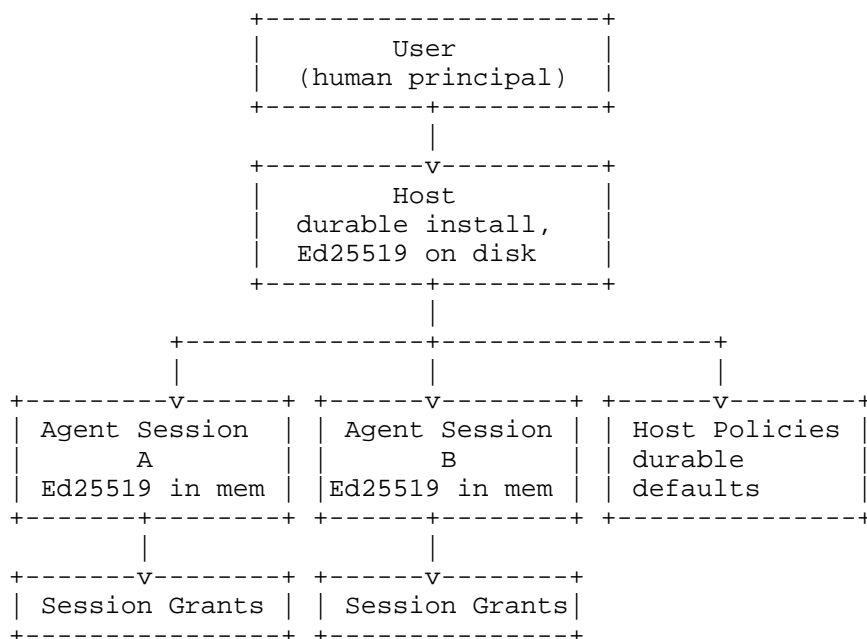 User
(human principal)
Host
durable install,
Ed25519 on disk
Agent Session
A
Ed25519 in mem
Agent Session
B
Ed25519 in mem
Host Policies
durable
defaults
Session Grants
Session Grants